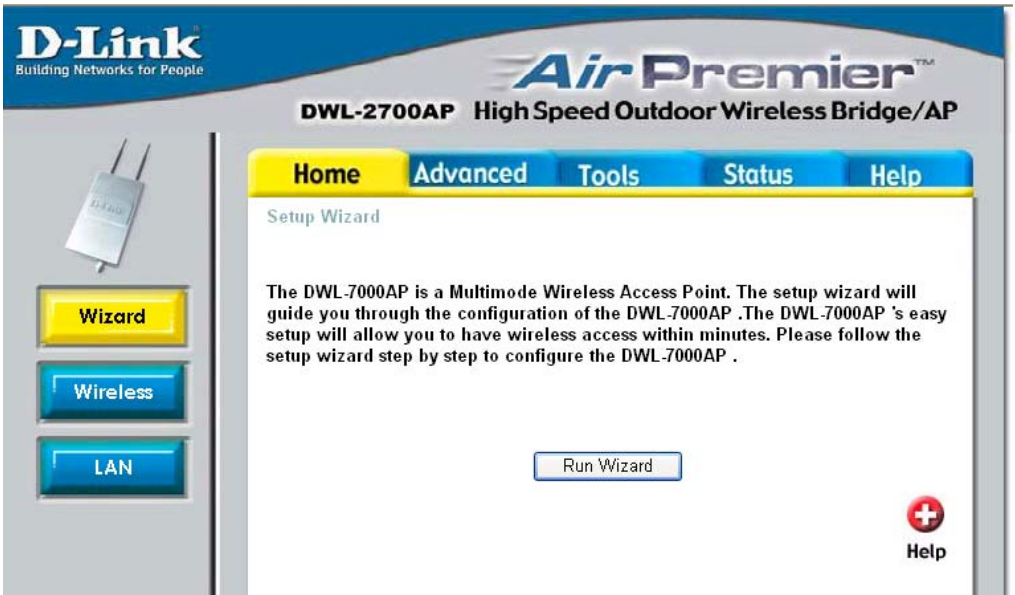 D-Link
Building Networks for People
AirPremier™
DWL-2700AP High Speed Outdoor Wireless Bridge/AP
Home Advanced Tools Status Help
Wizard
Wireless
LAN
Setup Wizard
The DWL-7000AP is a Multimode Wireless Access Point. The setup wizard will
guide you through the configuration of the DWL-7000AP .The DWL-7000AP 's easy
setup will allow you to have wireless access within minutes. Please follow the
setup wizard step by step to configure the DWL-7000AP .
Run Wizard
Help